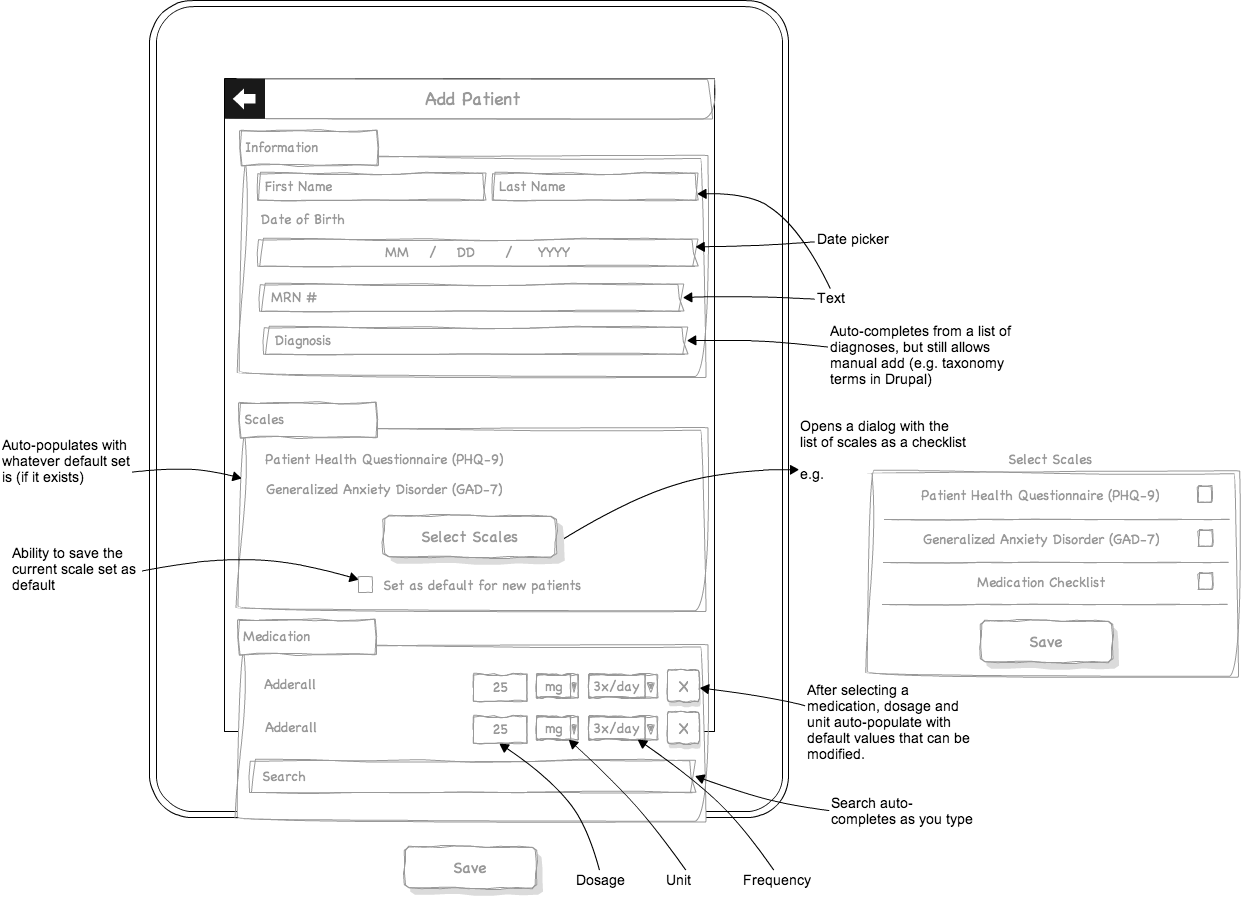 Add Patient
Information
First Name
Last Name
Date of Birth
MM / DD / YYYY
Date picker
MRN #
Text
Diagnosis
Auto-completes from a list of
diagnoses, but still allows
manual add (e.g. taxonomy
terms in Drupal)
Scales
Auto-populates with
whatever default set
is (if it exists)
Patient Health Questionnaire (PHQ-9)
Generalized Anxiety Disorder (GAD-7)
Select Scales
Ability to save the
current scale set as
default
Set as default for new patients
Opens a dialog with the
list of scales as a checklist
e.g.
Select Scales
Patient Health Questionnaire (PHQ-9)
Generalized Anxiety Disorder (GAD-7)
Medication Checklist
Save
Medication
Adderall 25 mg 3x/day X
Adderall 25 mg 3x/day X
After selecting a
medication, dosage and
unit auto-populate with
default values that can be
modified.
Search
Search auto-
completes as you type
Save
Dosage
Unit
Frequency